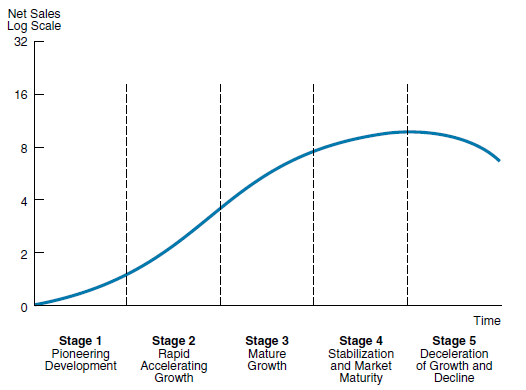 Net Sales
Log Scale
32
16
8
4
2
0
Time
Stage 1
Pioneering
Development
Stage 2
Rapid
Accelerating
Growth
Stage 3
Mature
Growth
Stage 4
Stabilization
and Market
Maturity
Stage 5
Deceleration
of Growth and
Decline